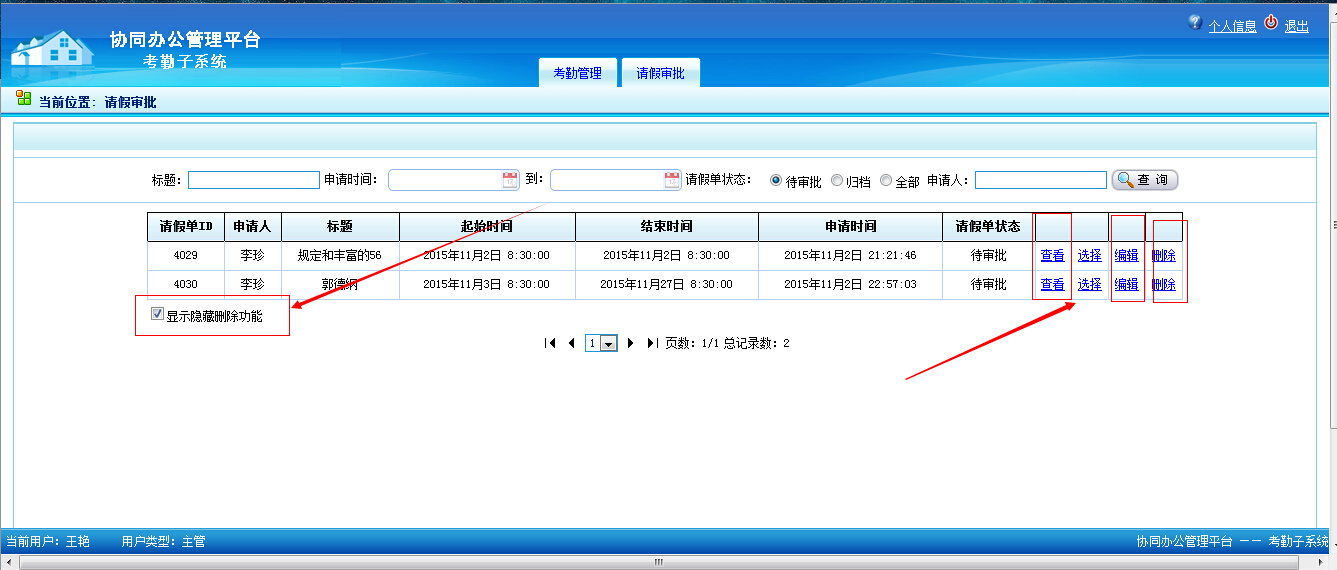 个人信息 退出
协同办公管理平台
考勤子系统
考勤管理 请假审批
当前位置：请假审批
标题： 申请时间： 到： 请假单状态： 待审批 归档 全部 申请人： 查 询
请假单ID 申请人 标题 起始时间 结束时间 申请时间 请假单状态
4029 李珍 规定和丰富的56 2015年11月2日 8:30:00 2015年11月2日 8:30:00 2015年11月2日 21:21:46 待审批 查看 选择 编辑 删除
4030 李珍 郭德纲 2015年11月3日 8:30:00 2015年11月27日 8:30:00 2015年11月2日 22:57:03 待审批 查看 选择 编辑 删除
显示隐藏删除功能
1 页数：1/1 总记录数：2
当前用户：王艳 用户类型：主管 协同办公管理平台 —— 考勤子系统